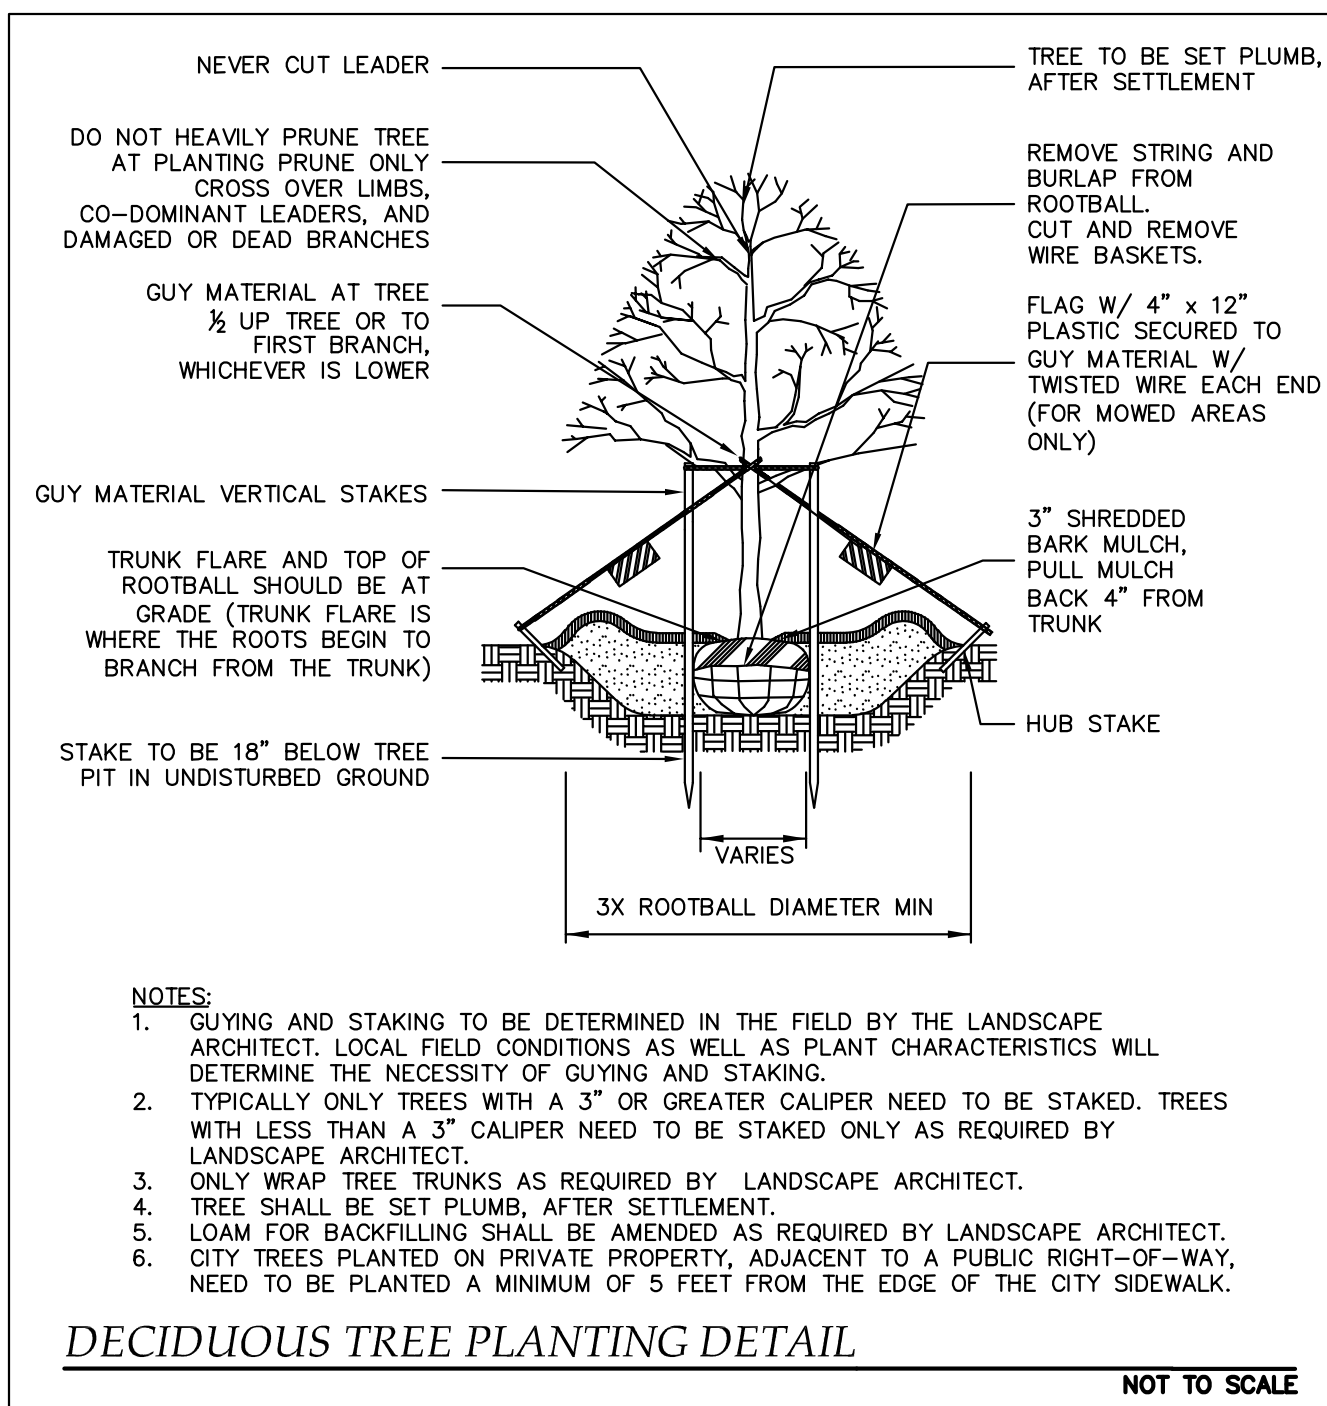 NEVER CUT LEADER
DO NOT HEAVILY PRUNE TREE
AT PLANTING PRUNE ONLY
CROSS OVER LIMBS,
CO-DOMINANT LEADERS, AND
DAMAGED OR DEAD BRANCHES
GUY MATERIAL AT TREE
½ UP TREE OR TO
FIRST BRANCH,
WHICHEVER IS LOWER
GUY MATERIAL VERTICAL STAKES
TRUNK FLARE AND TOP OF
ROOTBALL SHOULD BE AT
GRADE (TRUNK FLARE IS
WHERE THE ROOTS BEGIN TO
BRANCH FROM THE TRUNK)
STAKE TO BE 18" BELOW TREE
PIT IN UNDISTURBED GROUND
TREE TO BE SET PLUMB,
AFTER SETTLEMENT
REMOVE STRING AND
BURLAP FROM
ROOTBALL.
CUT AND REMOVE
WIRE BASKETS.
FLAG W/ 4" x 12"
PLASTIC SECURED TO
GUY MATERIAL W/
TWISTED WIRE EACH END
(FOR MOWED AREAS
ONLY)
3" SHREDDED
BARK MULCH,
PULL MULCH
BACK 4" FROM
TRUNK
HUB STAKE
VARIES
3X ROOTBALL DIAMETER MIN
NOTES:
1. GUYING AND STAKING TO BE DETERMINED IN THE FIELD BY THE LANDSCAPE
ARCHITECT. LOCAL FIELD CONDITIONS AS WELL AS PLANT CHARACTERISTICS WILL
DETERMINE THE NECESSITY OF GUYING AND STAKING.
2. TYPICALLY ONLY TREES WITH A 3" OR GREATER CALIPER NEED TO BE STAKED. TREES
WITH LESS THAN A 3" CALIPER NEED TO BE STAKED ONLY AS REQUIRED BY
LANDSCAPE ARCHITECT.
3. ONLY WRAP TREE TRUNKS AS REQUIRED BY LANDSCAPE ARCHITECT.
4. TREE SHALL BE SET PLUMB, AFTER SETTLEMENT.
5. LOAM FOR BACKFILLING SHALL BE AMENDED AS REQUIRED BY LANDSCAPE ARCHITECT.
6. CITY TREES PLANTED ON PRIVATE PROPERTY, ADJACENT TO A PUBLIC RIGHT-OF-WAY,
NEED TO BE PLANTED A MINIMUM OF 5 FEET FROM THE EDGE OF THE CITY SIDEWALK.
DECIDUOUS TREE PLANTING DETAIL
NOT TO SCALE